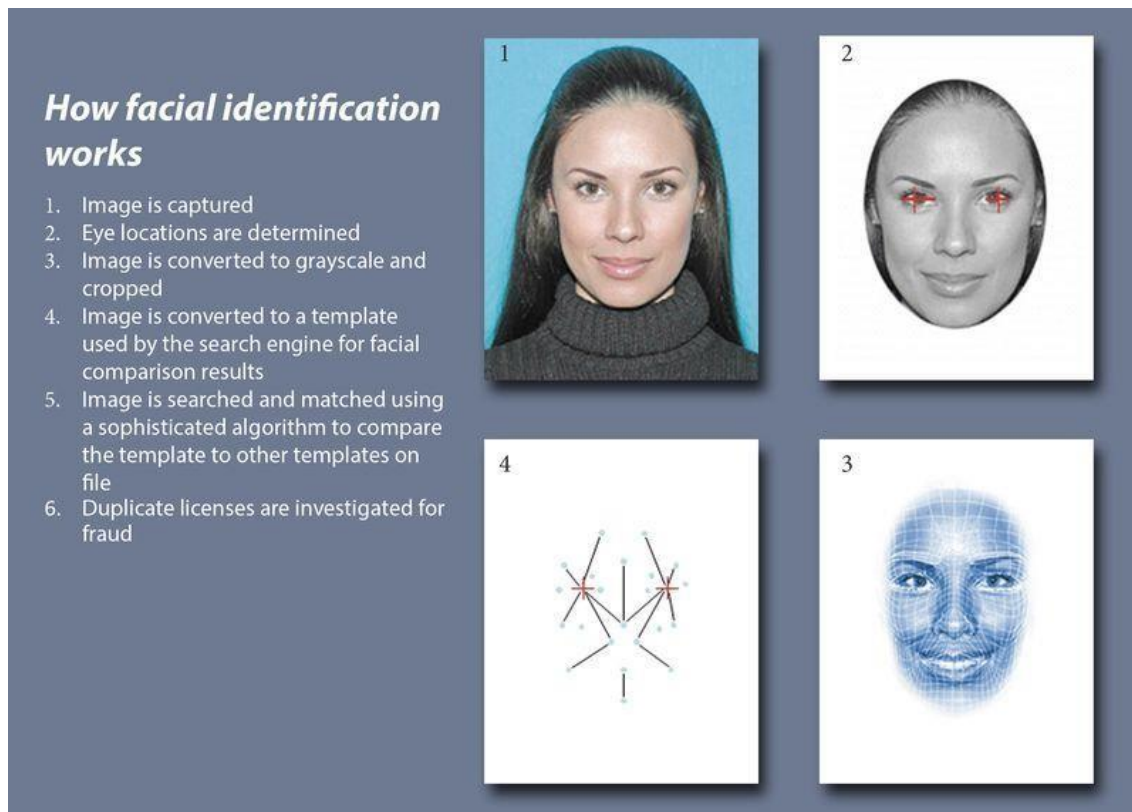 How facial identification
works
1. Image is captured
2. Eye locations are determined
3. Image is converted to grayscale and
cropped
4. Image is converted to a template
used by the search engine for facial
comparison results
5. Image is searched and matched using
a sophisticated algorithm to compare
the template to other templates on
file
6. Duplicate licenses are investigated for
fraud
1
2
4
3